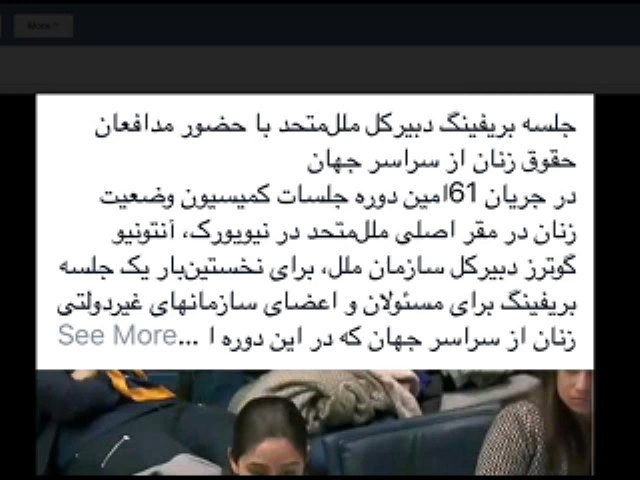 More
جلسه بریفینگ دبیرکل ملل‌متحد با حضور مدافعان
حقوق زنان از سراسر جهان
در جریان 61امین دوره جلسات کمیسیون وضعیت
زنان در مقر اصلی ملل‌متحد در نیویورک، آنتونیو
گوترز دبیرکل سازمان ملل، برای نخستین‌بار یک جلسه
بریفینگ برای مسئولان و اعضای سازمانهای غیردولتی
زنان از سراسر جهان که در این دوره ا ...See More